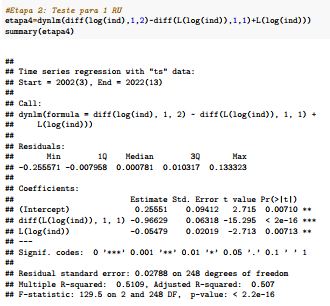 #Etapa 2: Teste para 1 RU
etapa4=dynlm(diff(log(ind),1,2)~diff(L(log(ind)),1,1)+L(log(ind)))
summary(etapa4)
##
## Time series regression with "ts" data:
## Start = 2002(3), End = 2022(13)
##
## Call:
## dynlm(formula = diff(log(ind), 1, 2) ~ diff(L(log(ind)), 1, 1) +
##     L(log(ind)))
##
## Residuals:
##       Min        1Q    Median        3Q       Max
## -0.255571 -0.007958  0.000781  0.010317  0.133323
##
## Coefficients:
##                         Estimate Std. Error t value Pr(>|t|)
## (Intercept)              0.25551    0.09412   2.715  0.00710 **
## diff(L(log(ind)), 1, 1) -0.96629    0.06318 -15.295  < 2e-16 ***
## L(log(ind))             -0.05479    0.02019  -2.713  0.00713 **
## ---
## Signif. codes:  0 '***' 0.001 '**' 0.01 '*' 0.05 '.' 0.1 ' ' 1
##
## Residual standard error: 0.02788 on 248 degrees of freedom
## Multiple R-squared:  0.5109, Adjusted R-squared:  0.507
## F-statistic: 129.5 on 2 and 248 DF,  p-value: < 2.2e-16